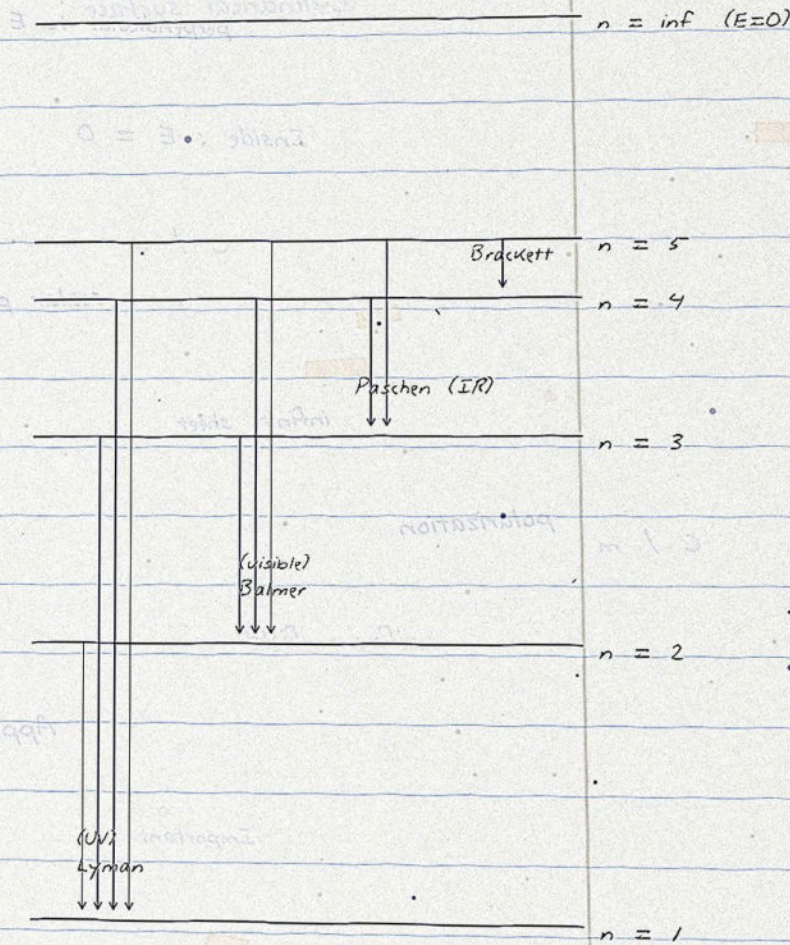 n = inf (E=0)
n = 5
Brackett
n = 4
Paschen (IR)
n = 3
(visible)
Balmer
n = 2
(UV)
Lyman
n = 1